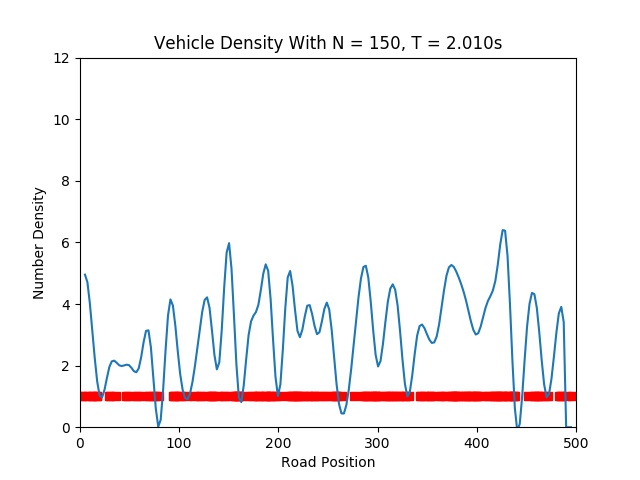 Vehicle Density With N = 150, T = 2.010s
12
10
8
6
4
2
0
Number Density
0 100 200 300 400 500
Road Position